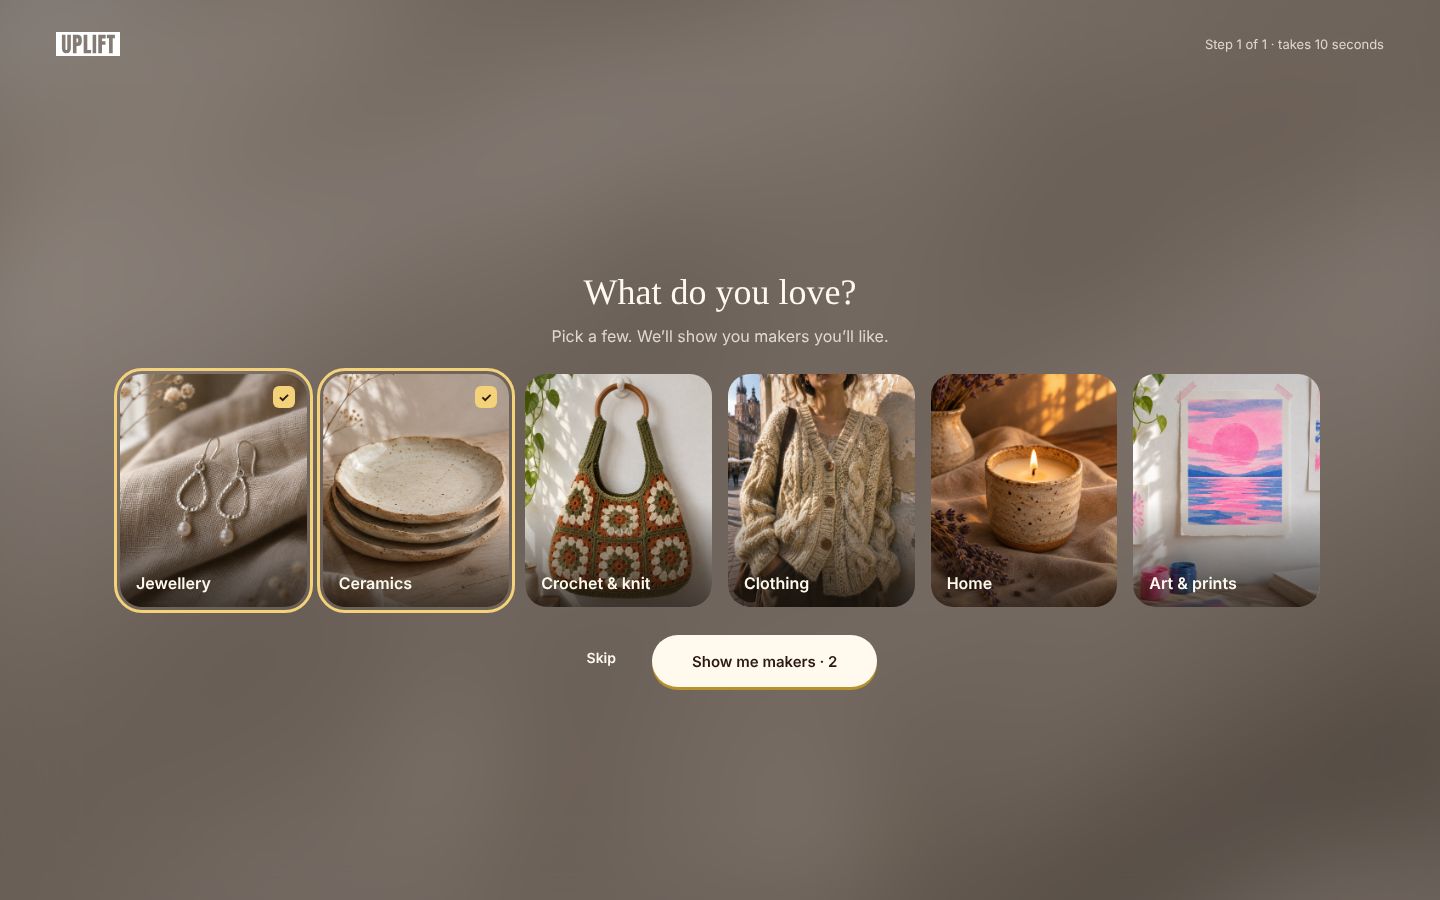 UPLIFT
Step 1 of 1 · takes 10 seconds
What do you love?
Pick a few. We’ll show you makers you’ll like.
Jewellery
Ceramics
Crochet & knit
Clothing
Home
Art & prints
Skip
Show me makers · 2